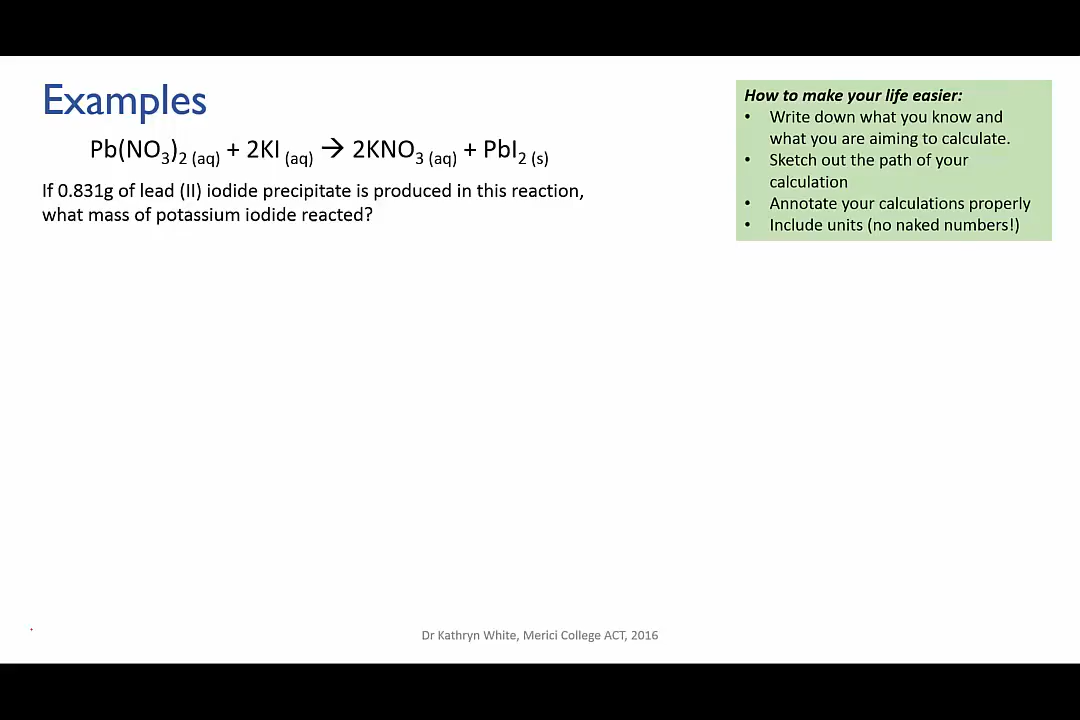 Examples
Pb(NO3)2 (aq) + 2KI (aq) → 2KNO3 (aq) + PbI2 (s)
If 0.831g of lead (II) iodide precipitate is produced in this reaction,
what mass of potassium iodide reacted?
How to make your life easier:
• Write down what you know and
what you are aiming to calculate.
• Sketch out the path of your
calculation
• Annotate your calculations properly
• Include units (no naked numbers!)
Dr Kathryn White, Merici College ACT, 2016